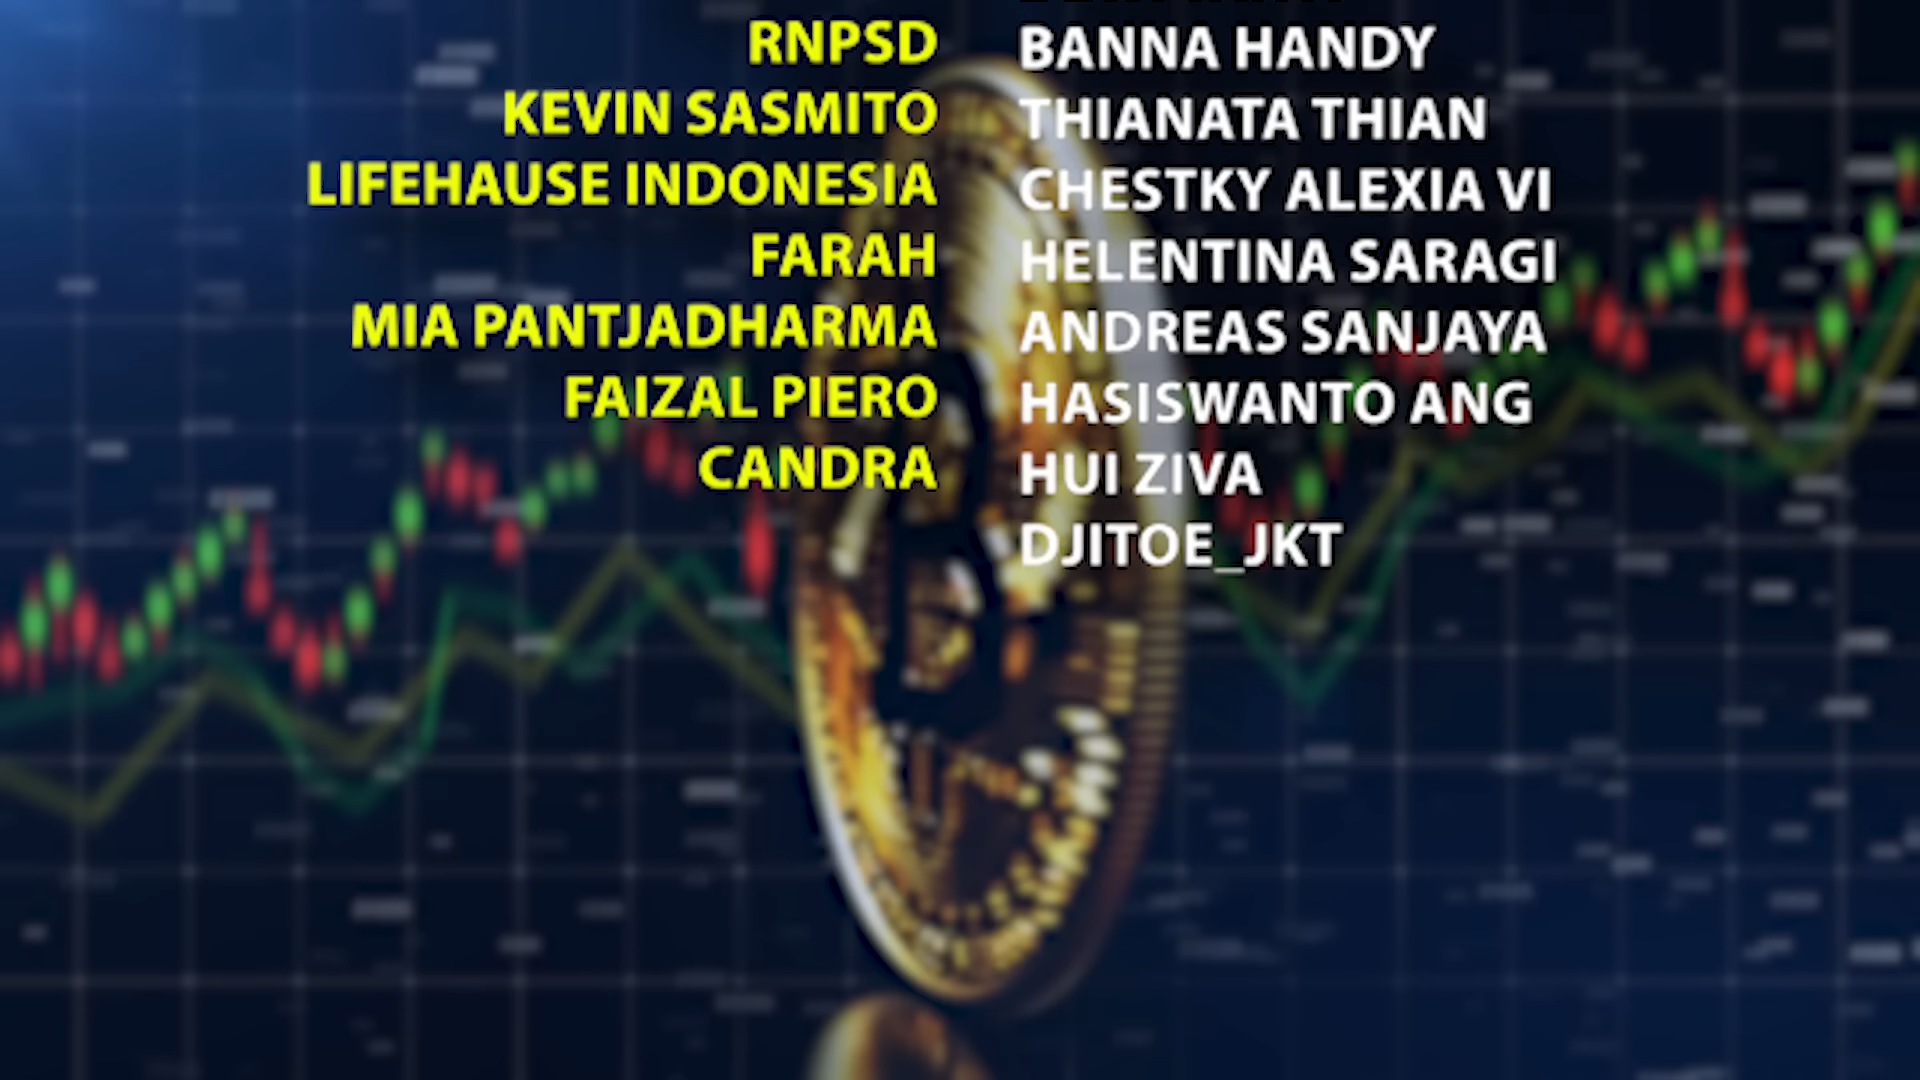 RNPSD
KEVIN SASMITO
LIFEHAUSE INDONESIA
FARAH
MIA PANTJADHARMA
FAIZAL PIERO
CANDRA
BANNA HANDY
THIANATA THIAN
CHESTKY ALEXIA VI
HELENTINA SARAGI
ANDREAS SANJAYA
HASISWANTO ANG
HUI ZIVA
DJITOE_JKT